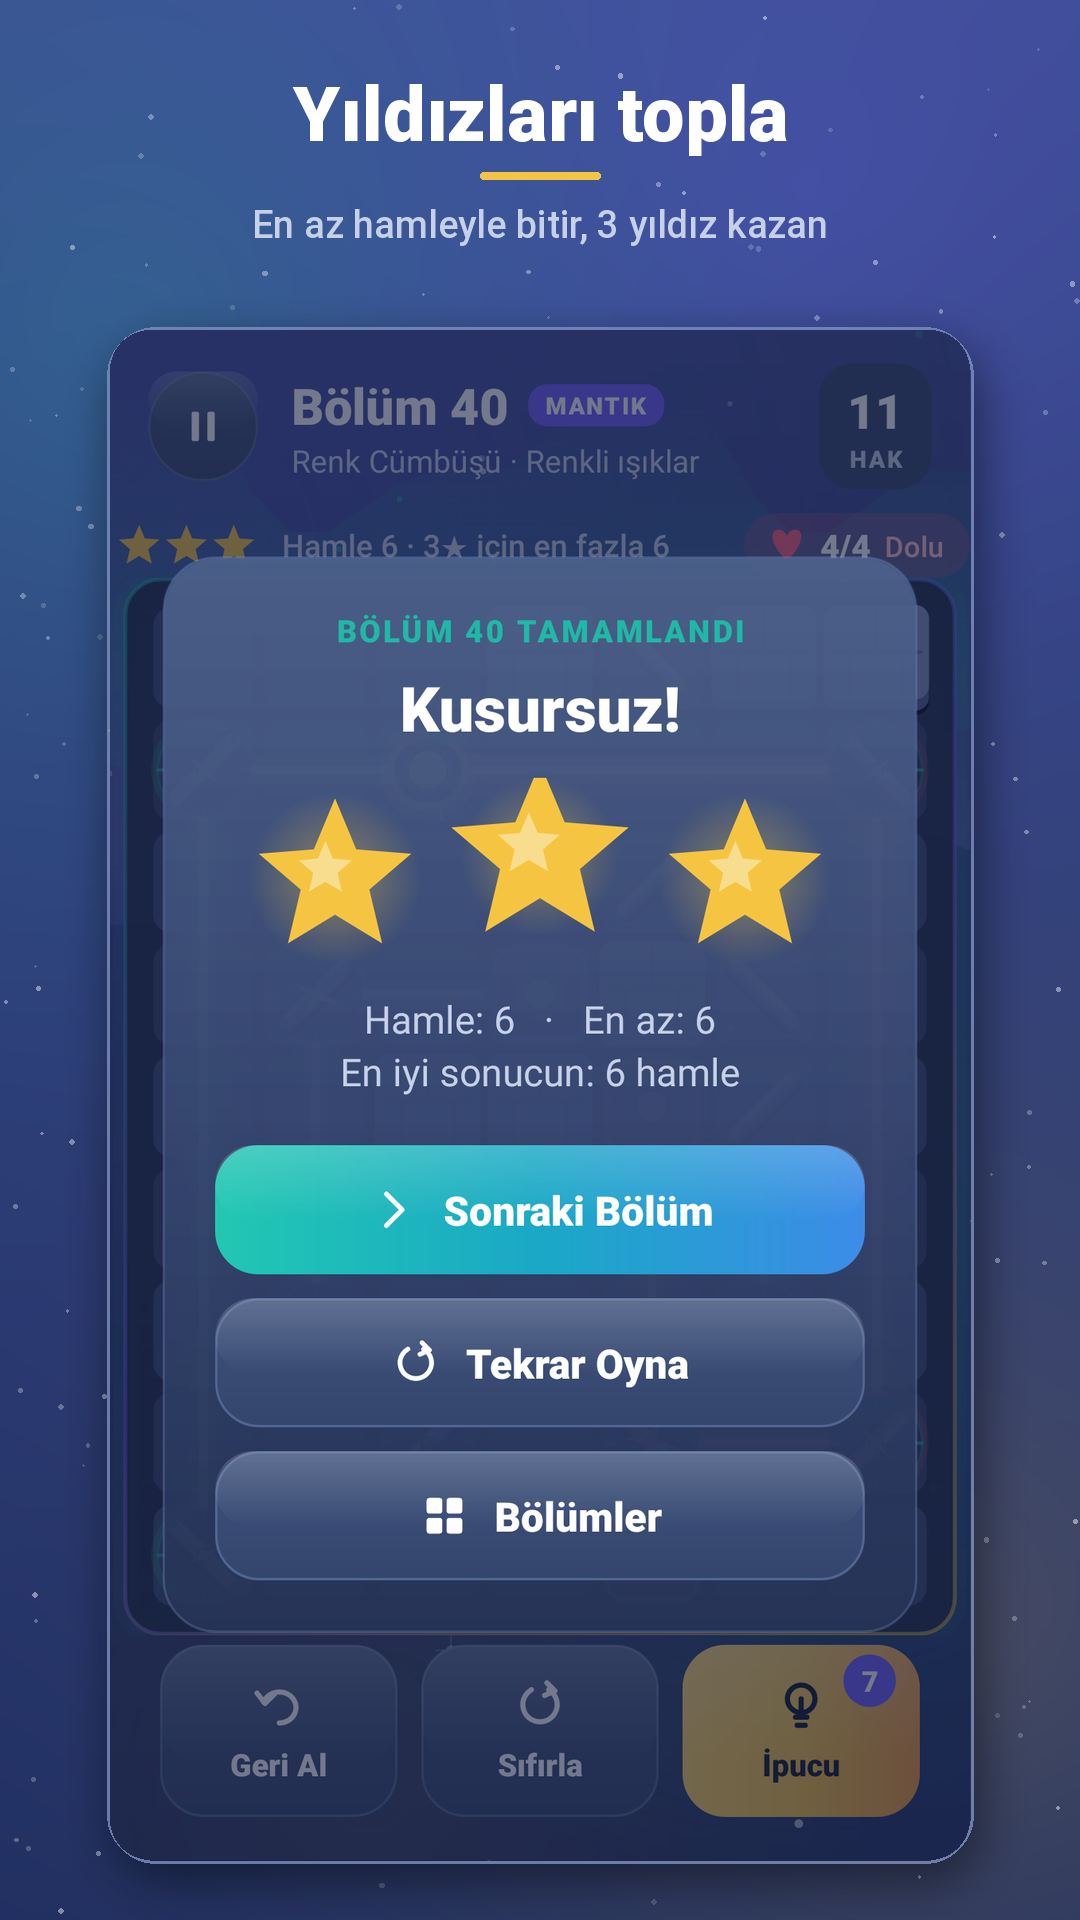 Yıldızları topla
En az hamleyle bitir, 3 yıldız kazan
Bölüm 40 MANTIK
Renk Cümbüşü · Renkli ışıklar
11
HAK
Hamle 6 · 3★ için en fazla 6
4/4 Dolu
BÖLÜM 40 TAMAMLANDI
Kusursuz!
Hamle: 6 · En az: 6
En iyi sonucun: 6 hamle
Sonraki Bölüm
Tekrar Oyna
Bölümler
Geri Al
Sıfırla
7
İpucu